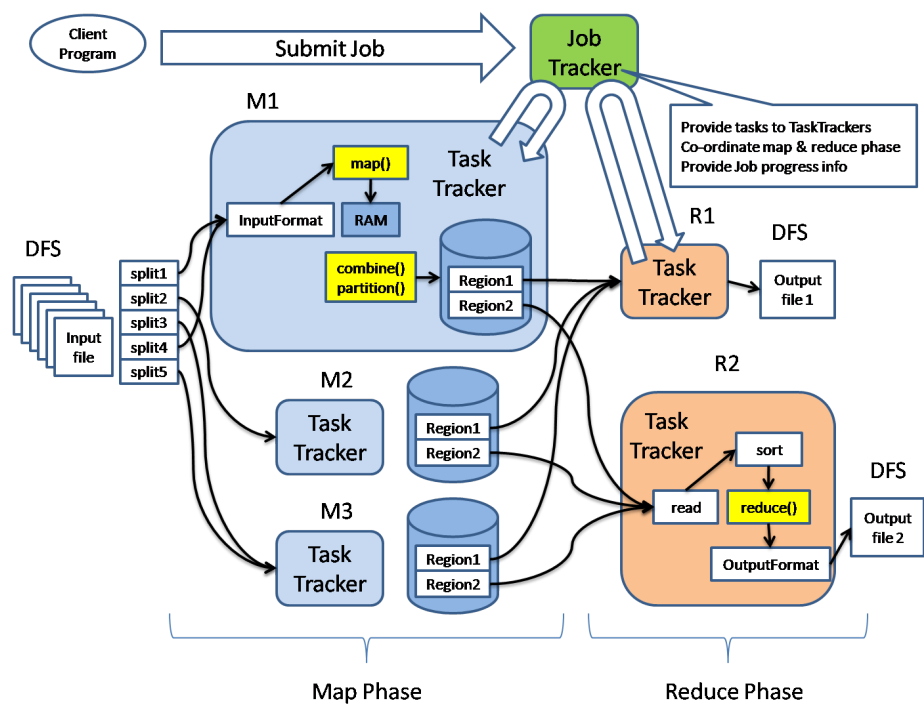 Client
Program
Submit Job
Job
Tracker
Provide tasks to TaskTrackers
Co-ordinate map & reduce phase
Provide Job progress info
M1
Task
Tracker
map()
InputFormat
RAM
combine()
partition()
Region1
Region2
DFS
Input
file
split1
split2
split3
split4
split5
R1
Task
Tracker
DFS
Output
file 1
M2
Task
Tracker
Region1
Region2
M3
Task
Tracker
Region1
Region2
R2
Task
Tracker
sort
read
reduce()
OutputFormat
DFS
Output
file 2
Map Phase
Reduce Phase